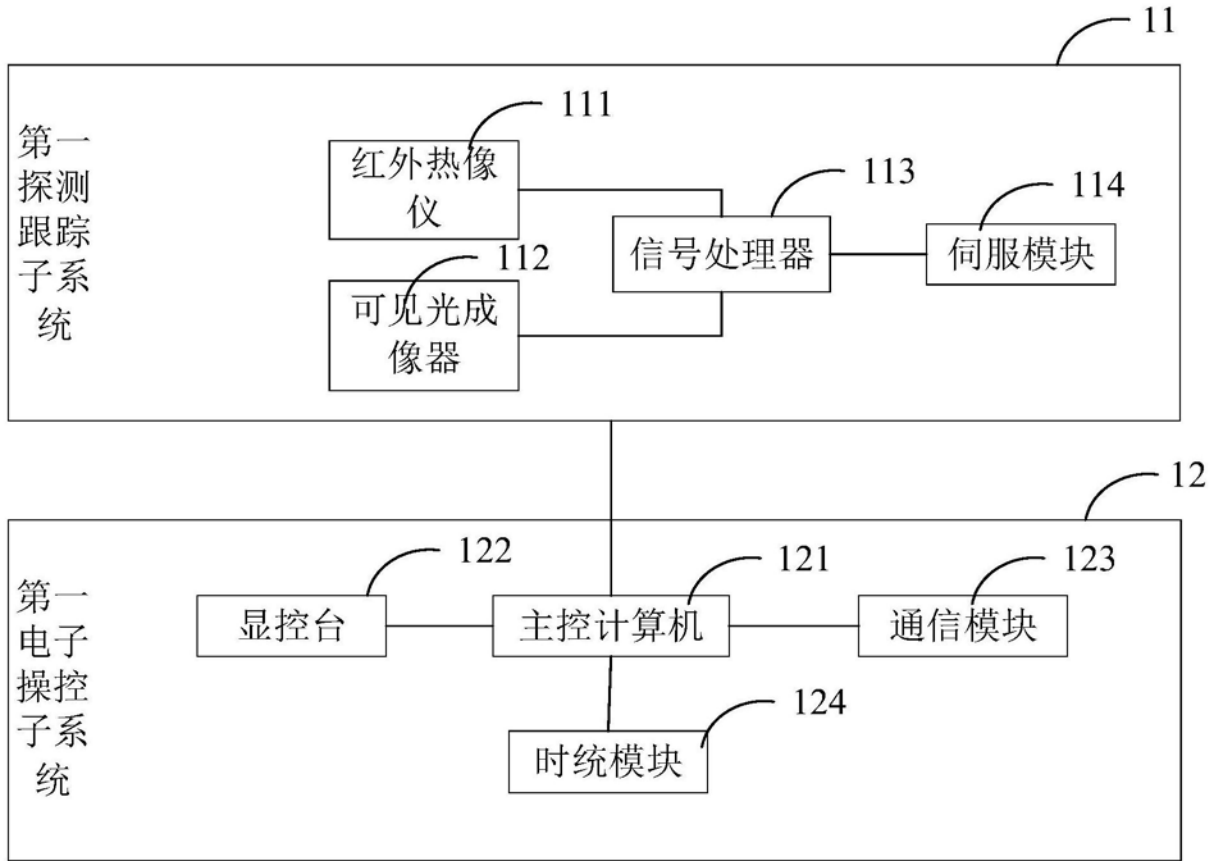 11
第一
探测
跟踪
子系
统
111
红外热像
仪
112
可见光成
像器
113
信号处理器
114
伺服模块
12
第一
电子
操控
子系
统
122
显控台
121
主控计算机
123
通信模块
124
时统模块